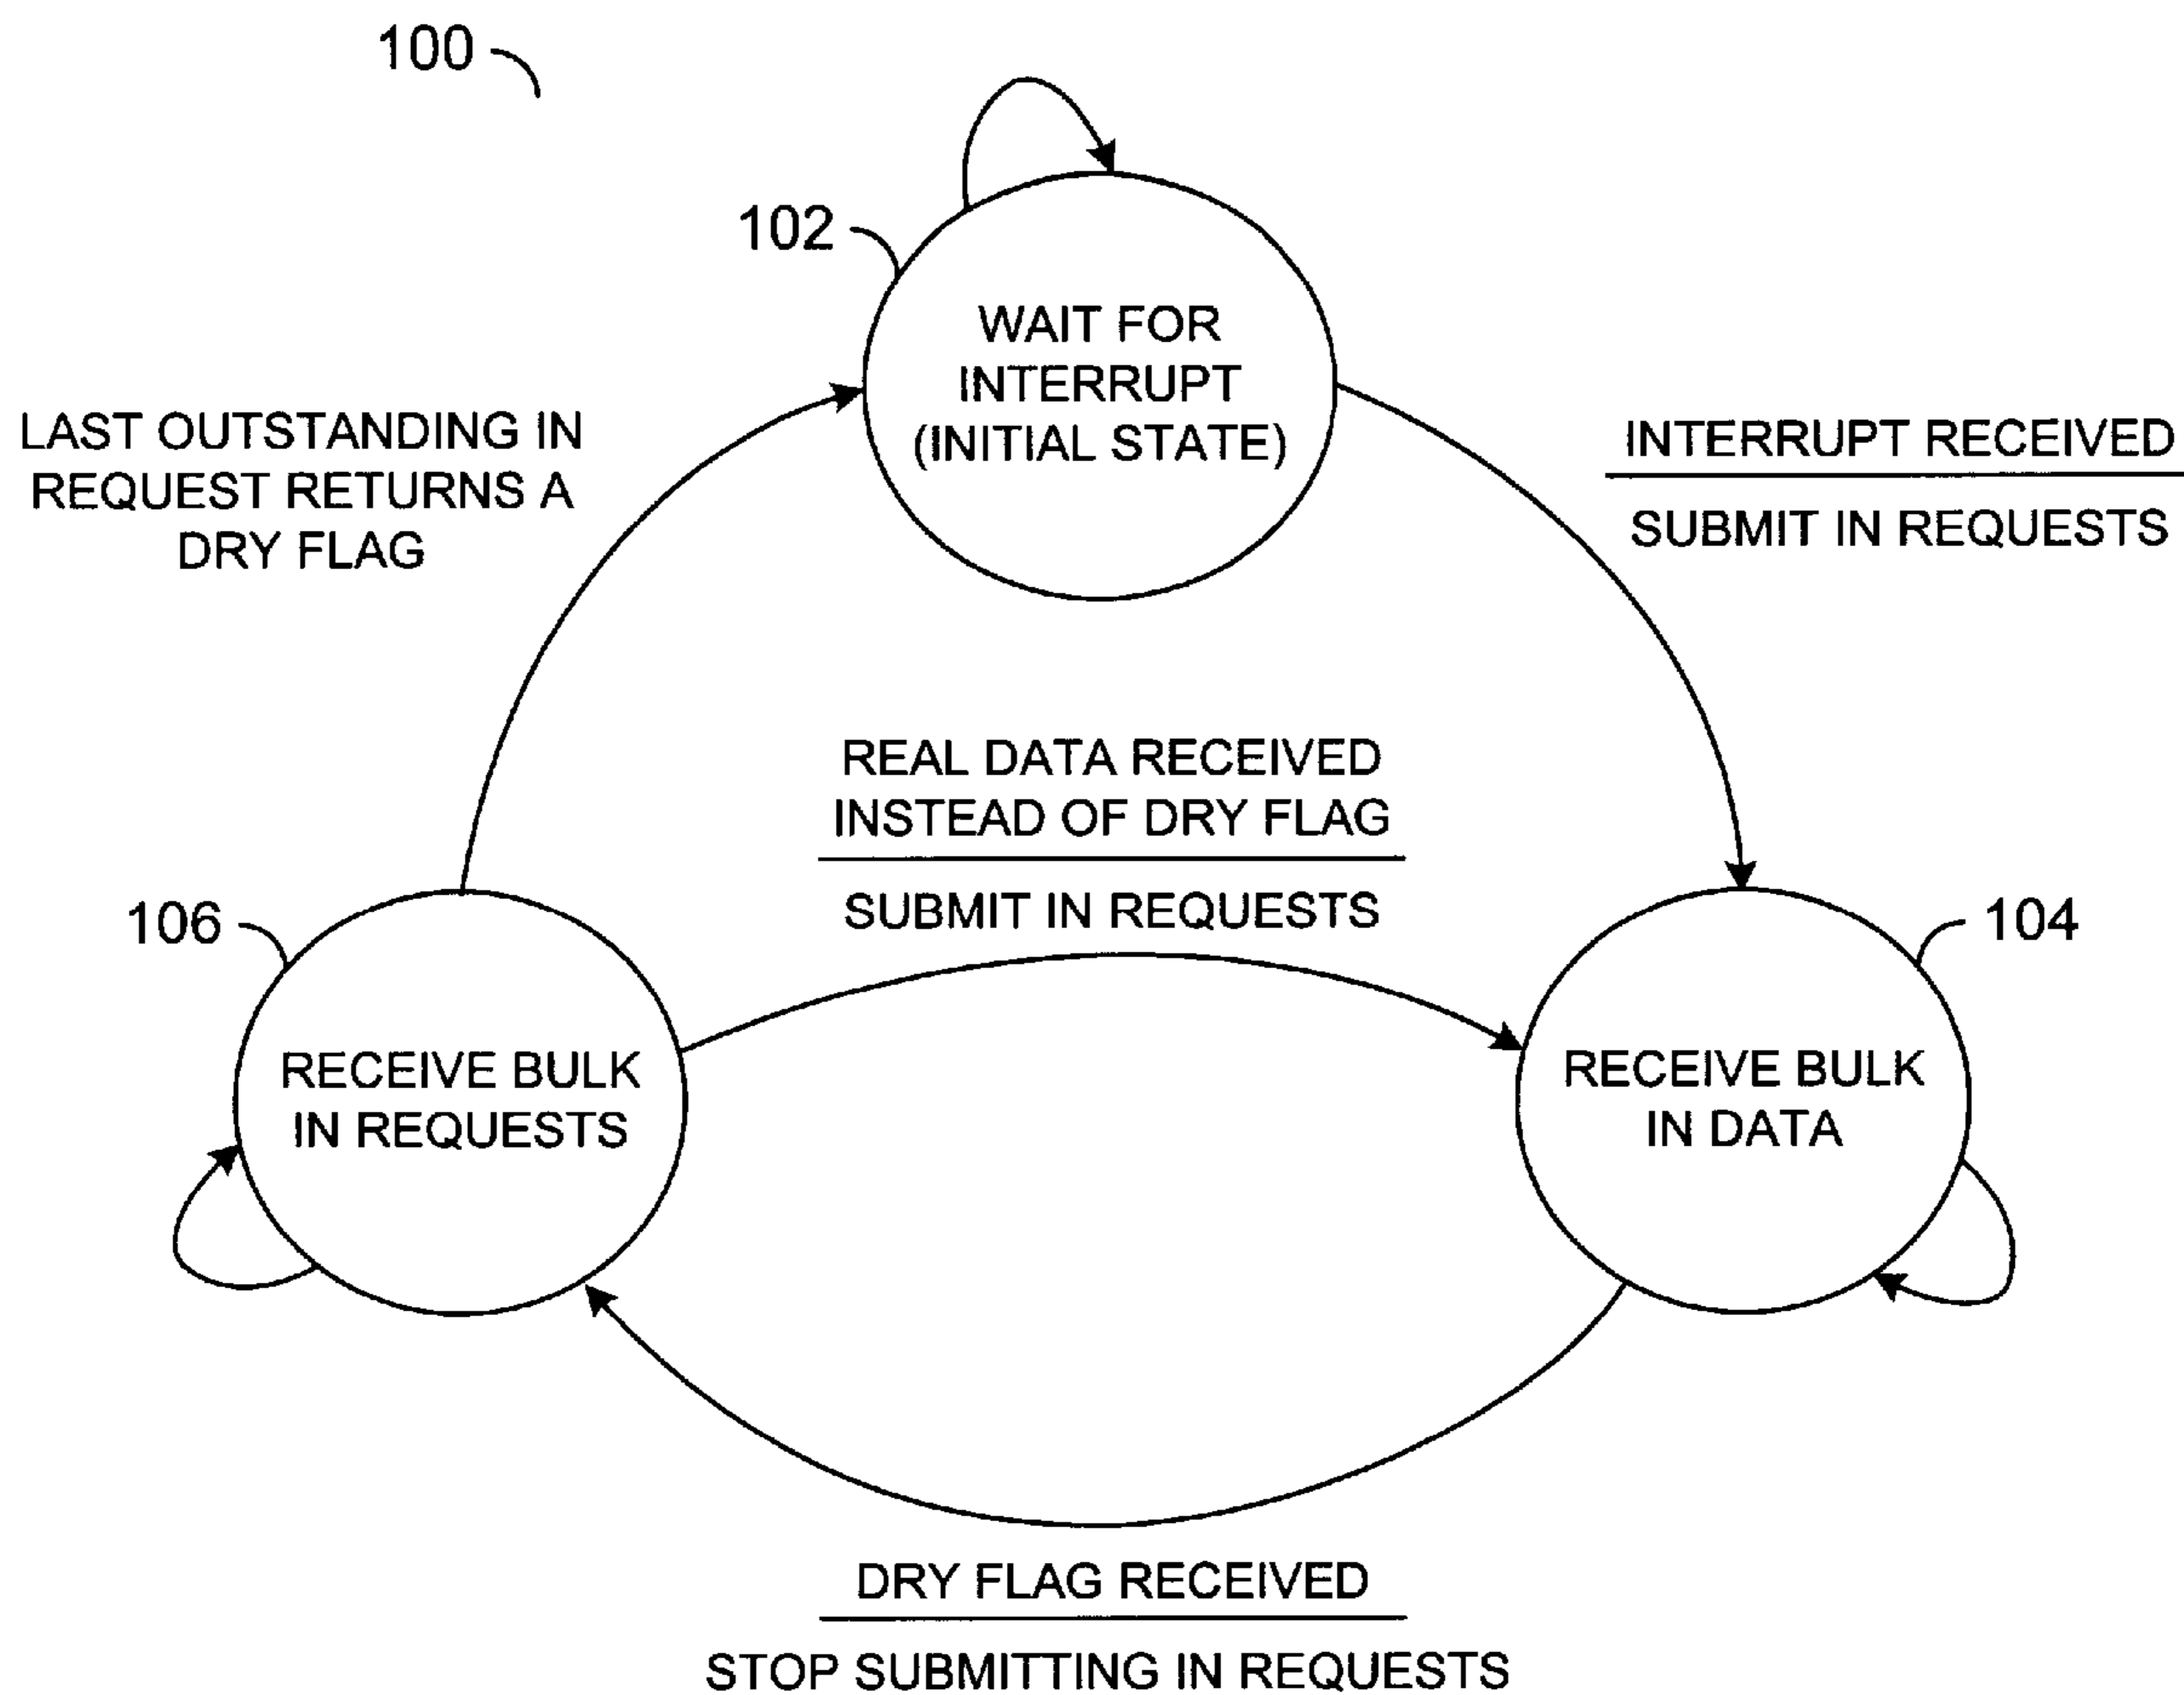 100
102
WAIT FOR
INTERRUPT
(INITIAL STATE)
LAST OUTSTANDING IN
REQUEST RETURNS A
DRY FLAG
INTERRUPT RECEIVED
SUBMIT IN REQUESTS
REAL DATA RECEIVED
INSTEAD OF DRY FLAG
SUBMIT IN REQUESTS
106
104
RECEIVE BULK
IN REQUESTS
RECEIVE BULK
IN DATA
DRY FLAG RECEIVED
STOP SUBMITTING IN REQUESTS